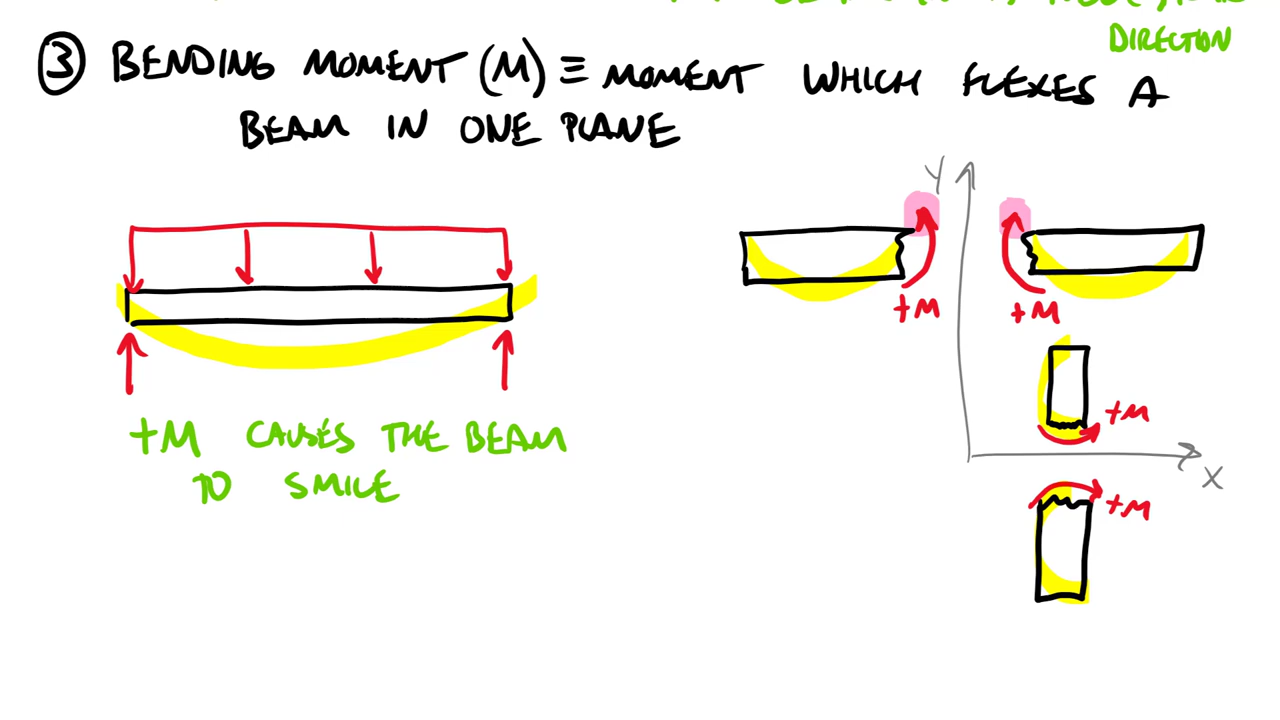 DIRECTION
③ BENDING MOMENT (M) ≡ MOMENT WHICH FLEXES A
BEAM IN ONE PLANE
Y
+M +M
+M
+M CAUSES THE BEAM
TO SMILE
X
+M